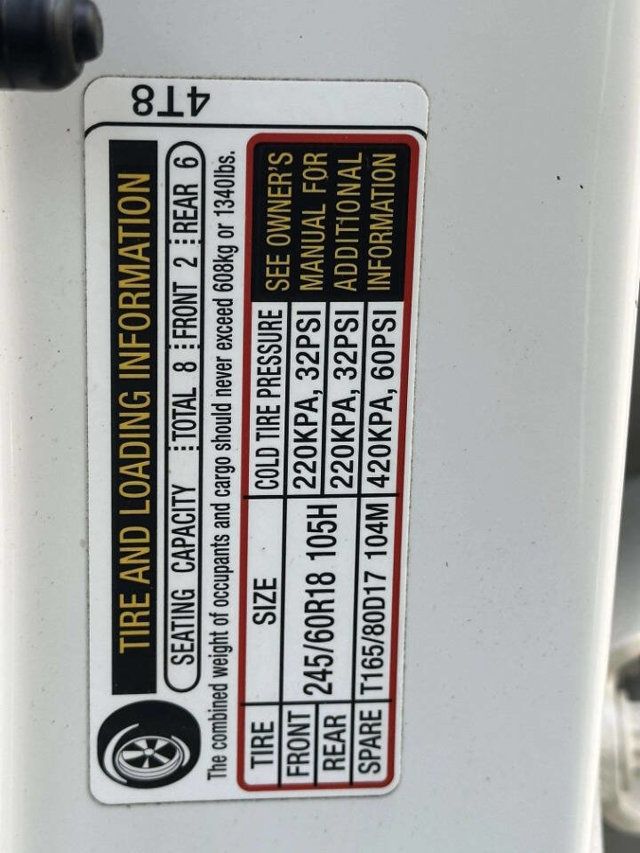 4T8
TIRE AND LOADING INFORMATION
SEATING CAPACITY TOTAL 8 FRONT 2 REAR 6
The combined weight of occupants and cargo should never exceed 608kg or 1340lbs.
TIRE SIZE COLD TIRE PRESSURE
FRONT 245/60R18 105H 220KPA, 32PSI
REAR 220KPA, 32PSI
SPARE T165/80D17 104M 420KPA, 60PSI
SEE OWNER'S
MANUAL FOR
ADDITIONAL
INFORMATION